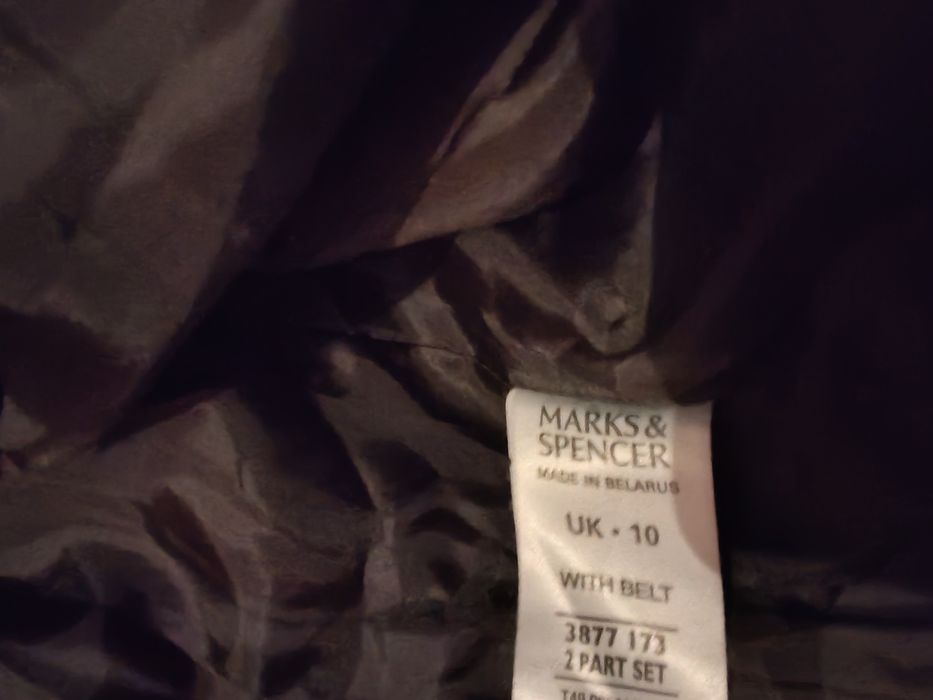 MARKS &
SPENCER
MADE IN BELARUS
UK • 10
WITH BELT
3877 173
2 PART SET